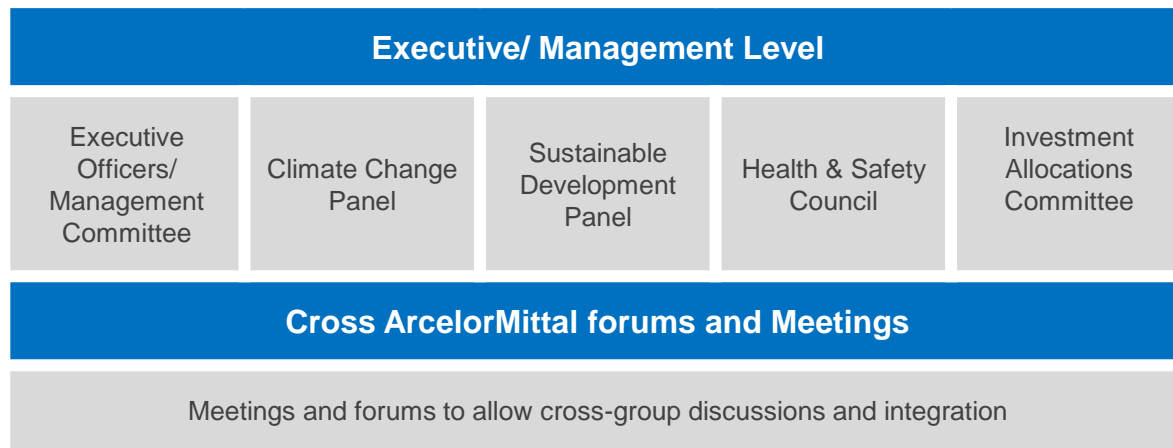 Executive/ Management Level
Executive
Officers/
Management
Committee
Climate Change
Panel
Sustainable
Development
Panel
Health & Safety
Council
Investment
Allocations
Committee
Cross ArcelorMittal forums and Meetings
Meetings and forums to allow cross-group discussions and integration